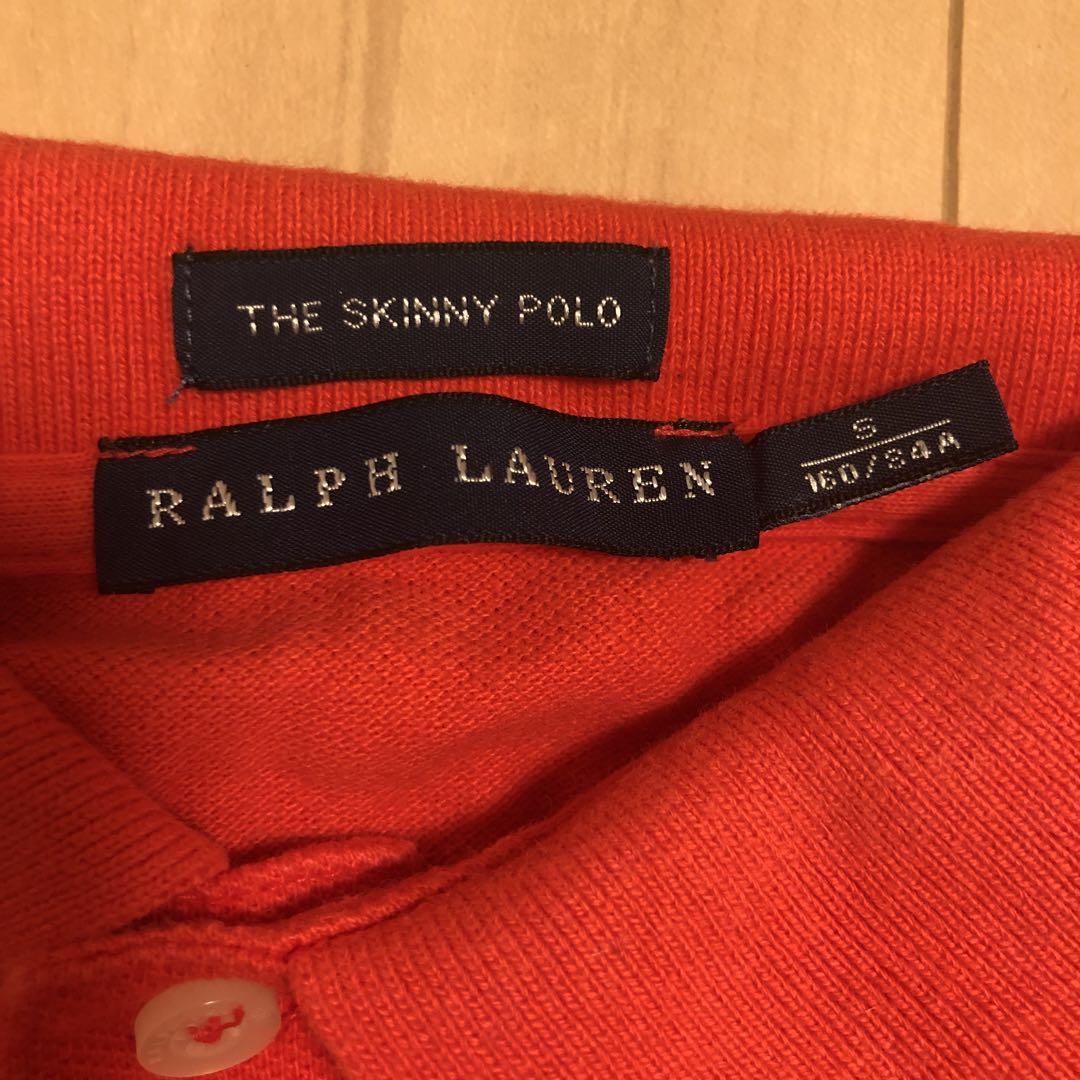 THE SKINNY POLO
RALPH LAUREN
S
160/84A